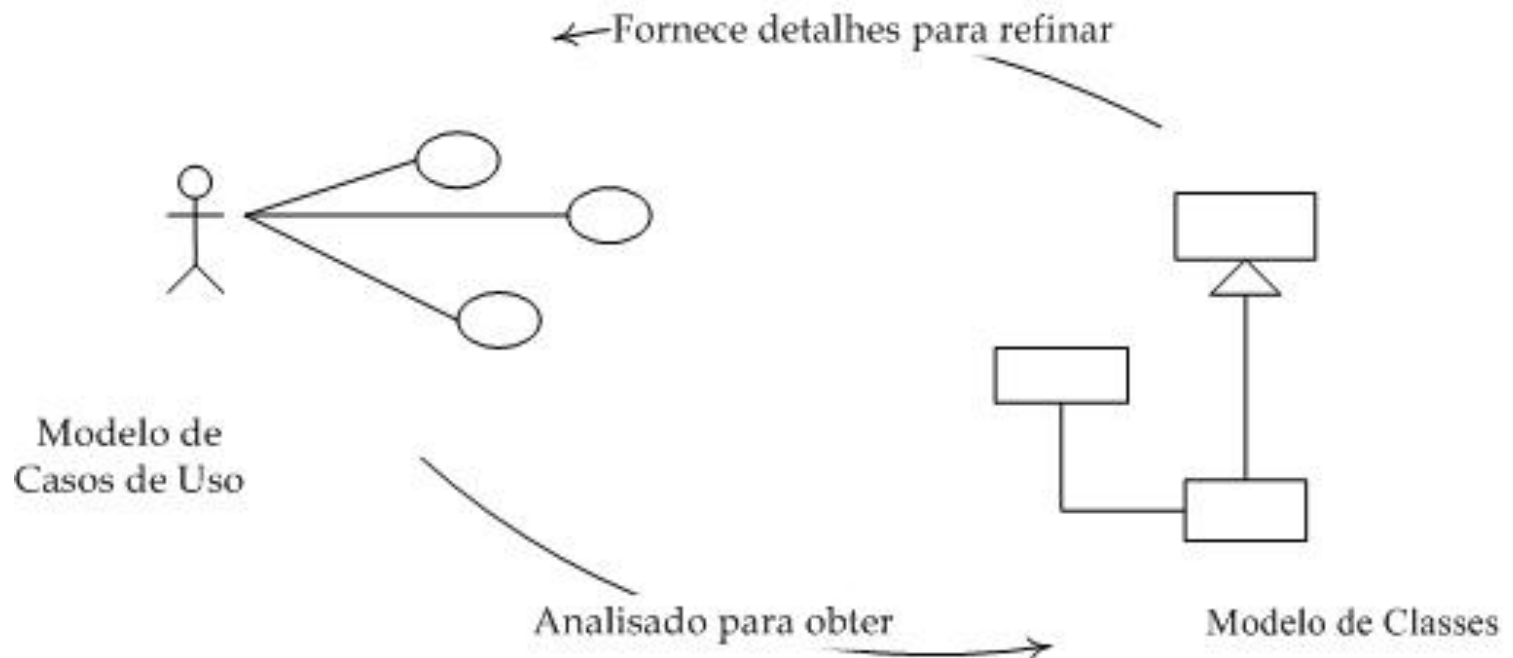 Fornece detalhes para refinar
Modelo de
Casos de Uso
Analisado para obter
Modelo de Classes